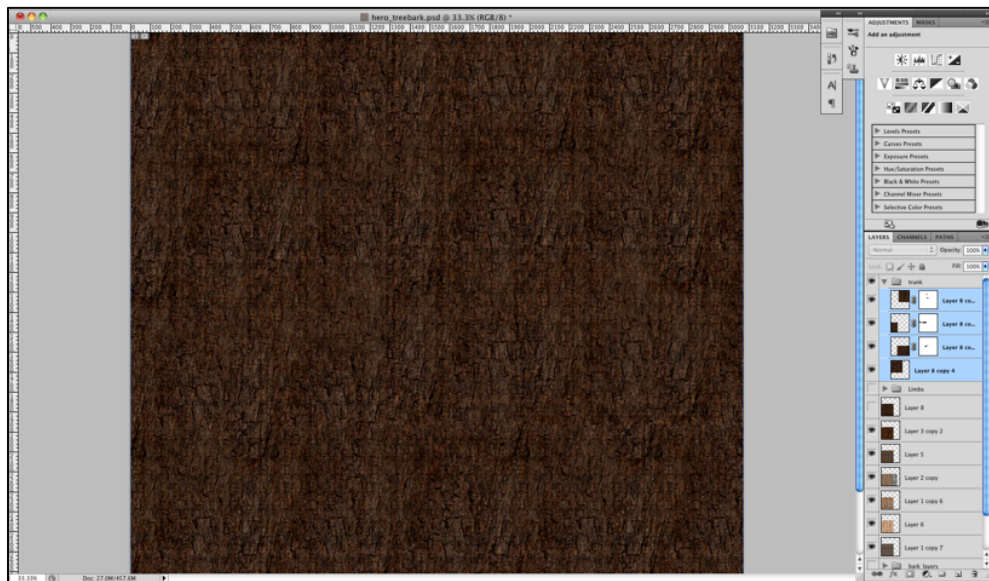 hero_treebark.psd @ 33.3% (RGB/8) *
ADJUSTMENTS MASKS
Add an adjustment
Levels Presets
Curves Presets
Exposure Presets
Hue/Saturation Presets
Black & White Presets
Channel Mixer Presets
Selective Color Presets
LAYERS CHANNELS PATHS
Normal Opacity: 100%
Lock: Fill: 100%
trunk
Layer 8 co...
Layer 8 co...
Layer 8 co...
Layer 8 copy 4
Limbs
Layer 8
Layer 3 copy 2
Layer 5
Layer 2 copy
Layer 1 copy 6
Layer 6
Layer 1 copy 7
bark layers
33.33% Doc: 27.0M/457.6M